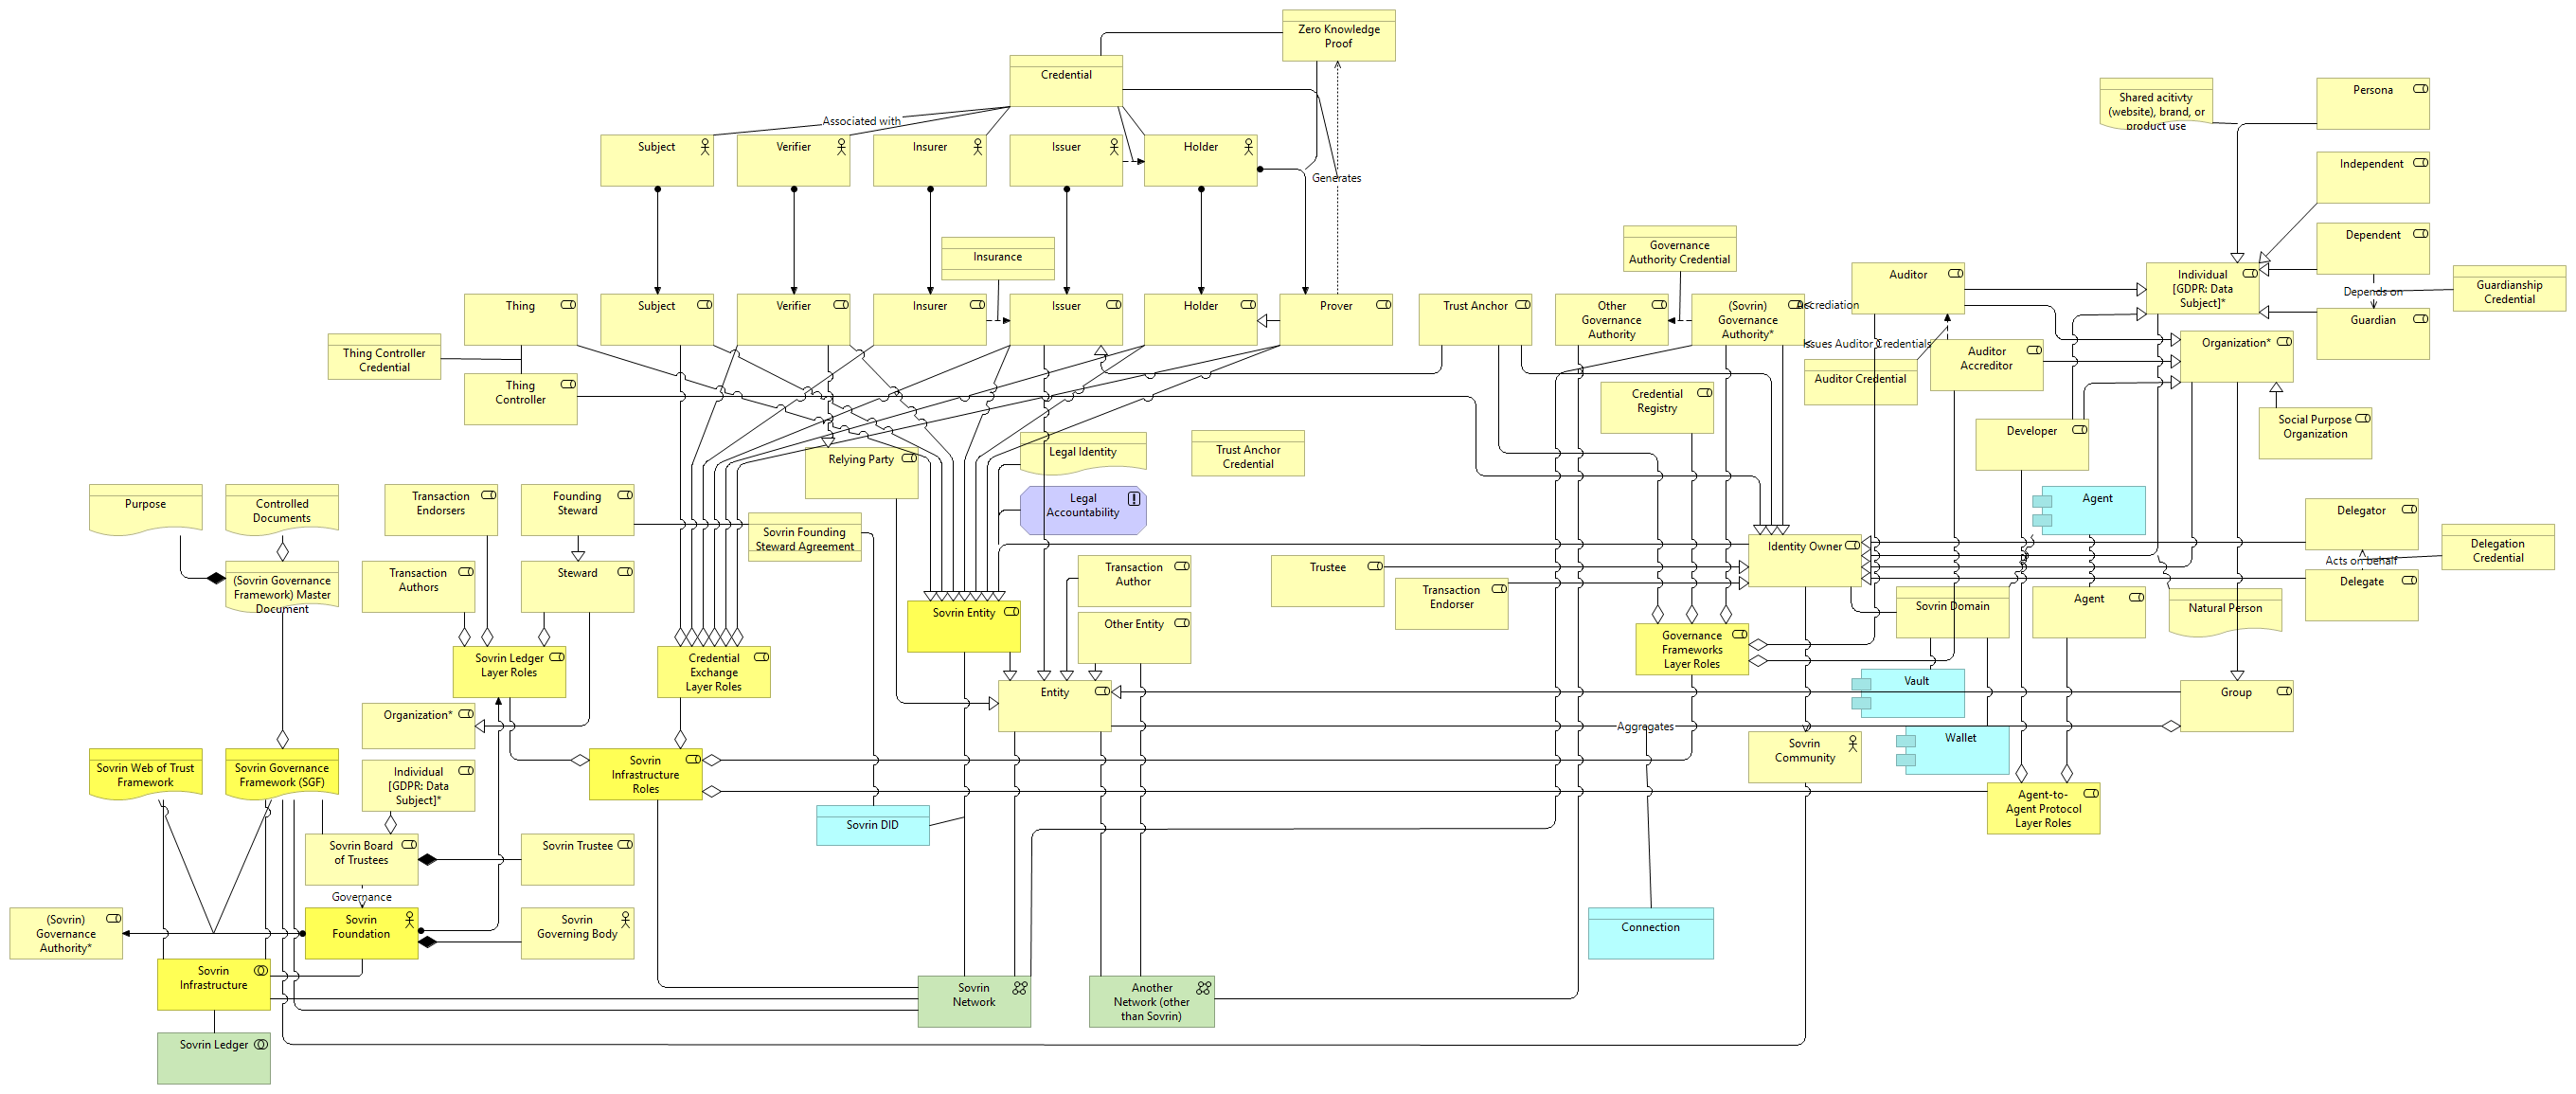 Zero Knowledge
Proof
Credential
Associated with
Subject
Verifier
Insurer
Issuer
Holder
Generates
Shared acitivty
(website), brand, or
product use
Persona
Independent
Dependent
Depends on
Guardianship
Credential
Guardian
Individual
[GDPR: Data
Subject]*
Organization*
Social Purpose
Organization
Insurance
Thing
Subject
Verifier
Insurer
Issuer
Holder
Prover
Trust Anchor
Other
Governance
Authority
Governance
Authority Credential
(Sovrin)
Governance
Authority*
Accrediation
Auditor
Issues Auditor Credentials
Auditor
Accreditor
Auditor Credential
Thing Controller
Credential
Thing
Controller
Credential
Registry
Developer
Relying Party
Legal Identity
Trust Anchor
Credential
Legal
Accountability
Purpose
Controlled
Documents
Transaction
Endorsers
Founding
Steward
Sovrin Founding
Steward Agreement
Agent
Delegator
Acts on behalf
Delegation
Credential
Delegate
Identity Owner
(Sovrin Governance
Framework) Master
Document
Transaction
Authors
Steward
Sovrin Entity
Transaction
Author
Other Entity
Trustee
Transaction
Endorser
Sovrin Domain
Agent
Natural Person
Sovrin Ledger
Layer Roles
Credential
Exchange
Layer Roles
Governance
Frameworks
Layer Roles
Entity
Vault
Group
Organization*
Aggregates
Sovrin
Community
Wallet
Sovrin Web of Trust
Framework
Sovrin Governance
Framework (SGF)
Individual
[GDPR: Data
Subject]*
Sovrin
Infrastructure
Roles
Agent-to-
Agent Protocol
Layer Roles
Sovrin DID
Sovrin Board
of Trustees
Sovrin Trustee
Governance
(Sovrin)
Governance
Authority*
Sovrin
Foundation
Sovrin
Governing Body
Connection
Sovrin
Infrastructure
Sovrin
Network
Another
Network (other
than Sovrin)
Sovrin Ledger